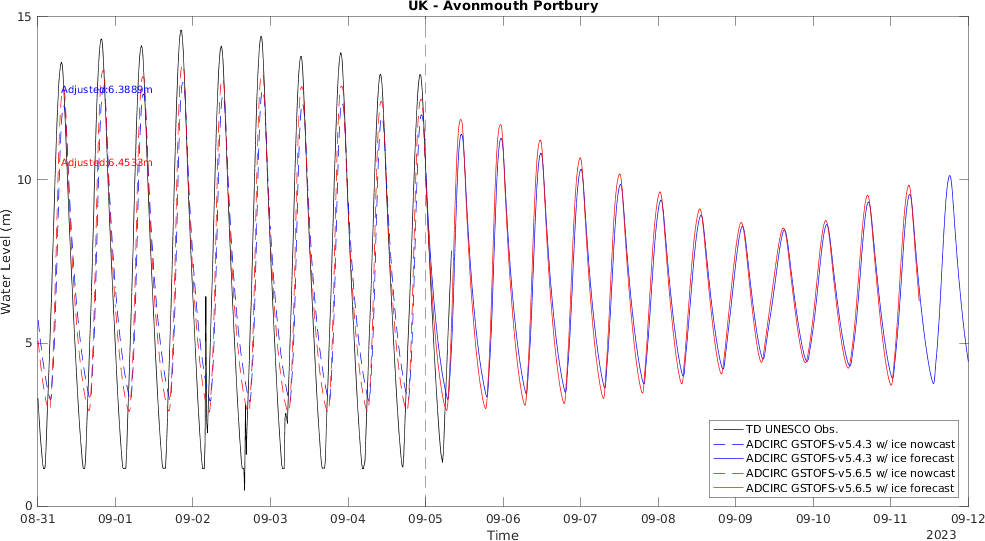 UK - Avonmouth Portbury
15
10
5
0
Water Level (m)
Adjusted:6.3889m
Adjusted:6.4533m
TD UNESCO Obs.
ADCIRC GSTOFS-v5.4.3 w/ ice nowcast
ADCIRC GSTOFS-v5.4.3 w/ ice forecast
ADCIRC GSTOFS-v5.6.5 w/ ice nowcast
ADCIRC GSTOFS-v5.6.5 w/ ice forecast
08-31 09-01 09-02 09-03 09-04 09-05 09-06 09-07 09-08 09-09 09-10 09-11 09-12
Time
2023